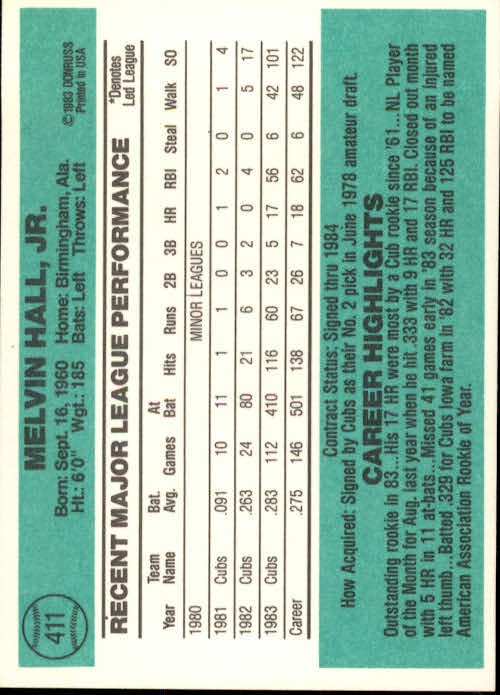 411
MELVIN HALL, JR.
©1983 DONRUSS
Printed in USA
Born: Sept. 16, 1960 Home: Birmingham, Ala.
Ht.: 6'0" Wgt.: 185 Bats: Left Throws: Left
RECENT MAJOR LEAGUE PERFORMANCE
*Denotes
Led League
Year Team Name Bat. Avg. Games At Bat Hits Runs 2B 3B HR RBI Steal Walk SO
1980 MINOR LEAGUES
1981 Cubs .091 10 11 1 1 0 0 1 2 0 1 4
1982 Cubs .263 24 80 21 6 3 2 0 4 0 5 17
1983 Cubs .283 112 410 116 60 23 5 17 56 6 42 101
Career .275 146 501 138 67 26 7 18 62 6 48 122
Contract Status: Signed thru 1984
How Acquired: Signed by Cubs as their No. 2 pick in June 1978 amateur draft.
CAREER HIGHLIGHTS
Outstanding rookie in 83...His 17 HR were most by a Cub rookie since '61...NL Player
of the Month for Aug. last year when he hit .333 with 9 HR and 17 RBI. Closed out month
with 5 HR in 11 at-bats...Missed 41 games early in '83 season because of an injured
left thumb...Batted .329 for Cubs Iowa farm in '82 with 32 HR and 125 RBI to be named
American Association Rookie of Year.